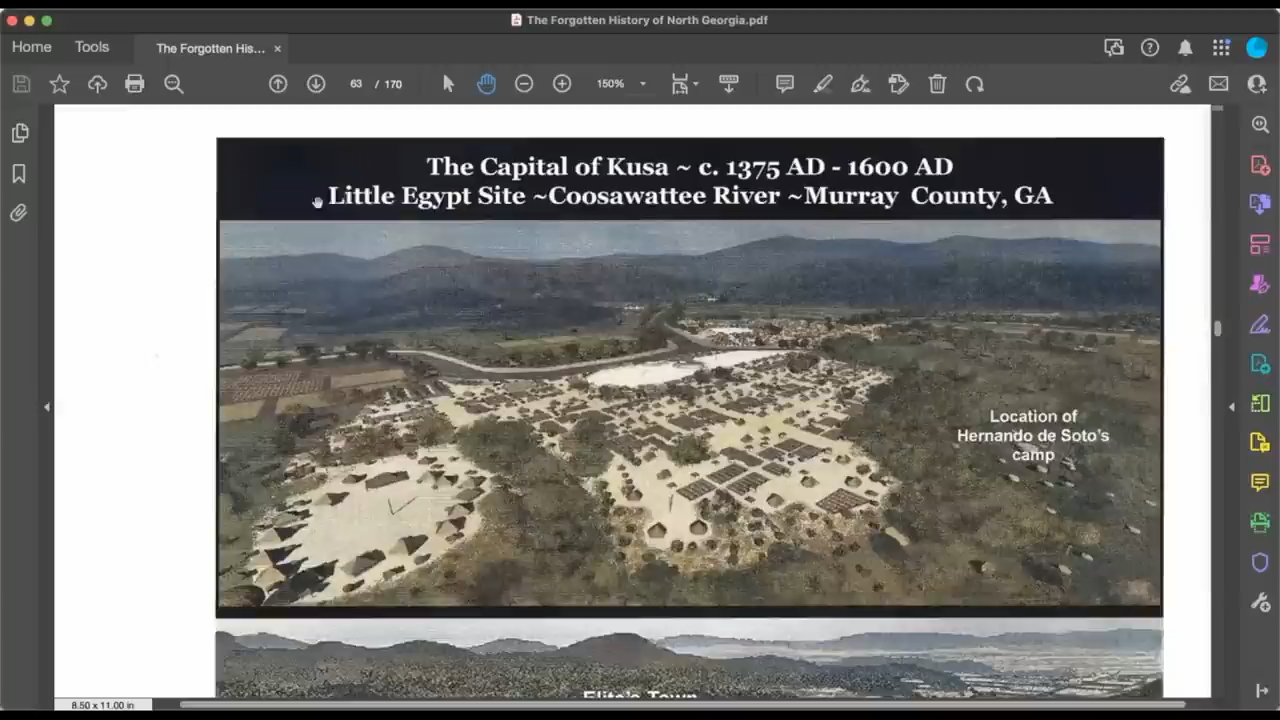 The Forgotten History of North Georgia.pdf
Home
Tools
The Forgotten His... ×
63 / 170
150%
The Capital of Kusa ~ c. 1375 AD - 1600 AD
Little Egypt Site ~Coosawattee River ~Murray County, GA
Location of
Hernando de Soto's
camp
Elite's Town
8.50 x 11.00 in